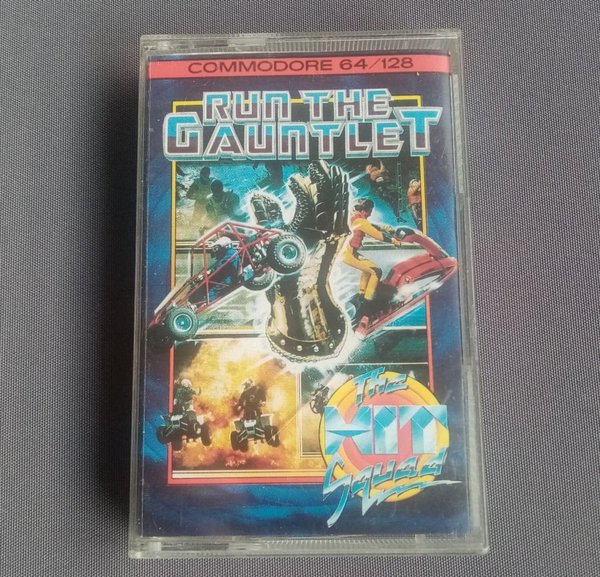 COMMODORE 64/128
RUN THE
GAUNTLET
The
HIT
Squad